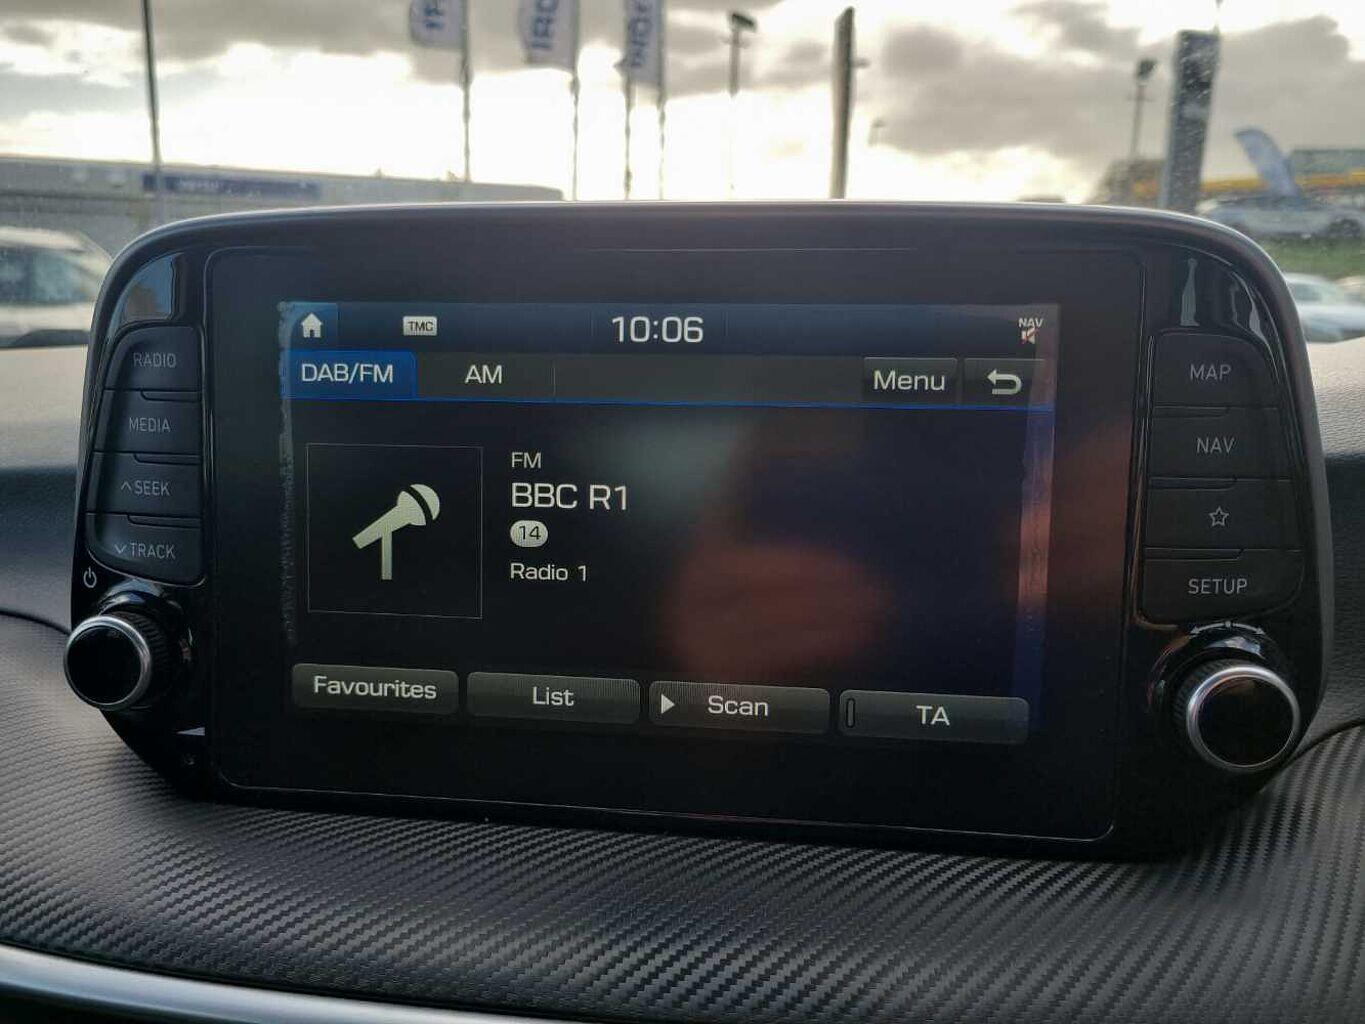 TMC
10:06
NAV
DAB/FM
AM
Menu
RADIO
MEDIA
SEEK
TRACK
FM
BBC R1
14
Radio 1
Favourites
List
Scan
TA
MAP
NAV
SETUP